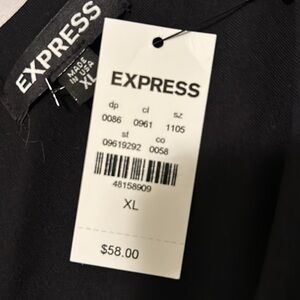 EXPRESS
MADE
IN USA
XL
EXPRESS
dp cl sz
0086 0961 1105
st co
09619292 0058
48158909
XL
$58.00